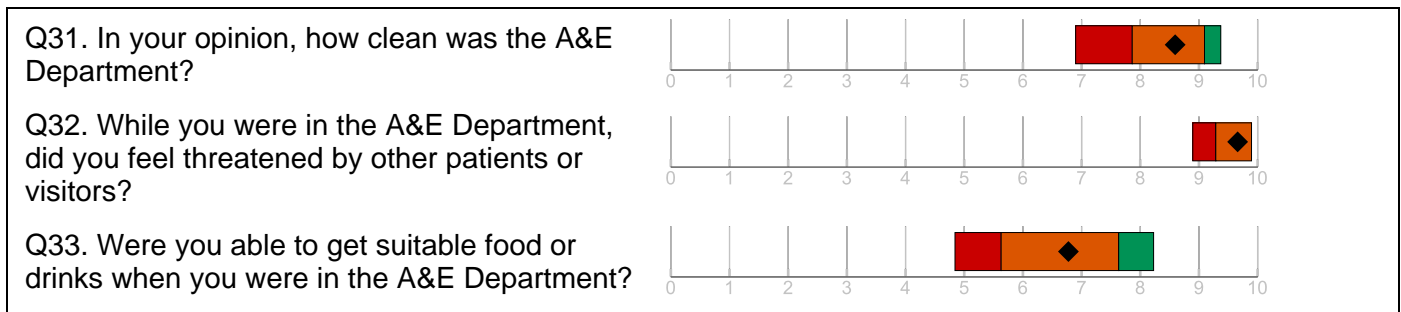 Q31. In your opinion, how clean was the A&E
Department?
0 1 2 3 4 5 6 7 8 9 10
Q32. While you were in the A&E Department,
did you feel threatened by other patients or
visitors?
0 1 2 3 4 5 6 7 8 9 10
Q33. Were you able to get suitable food or
drinks when you were in the A&E Department?
0 1 2 3 4 5 6 7 8 9 10